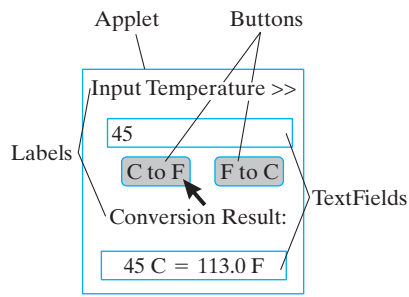 Applet Buttons
Input Temperature >>
45
Labels
C to F F to C
TextFields
Conversion Result:
45 C = 113.0 F